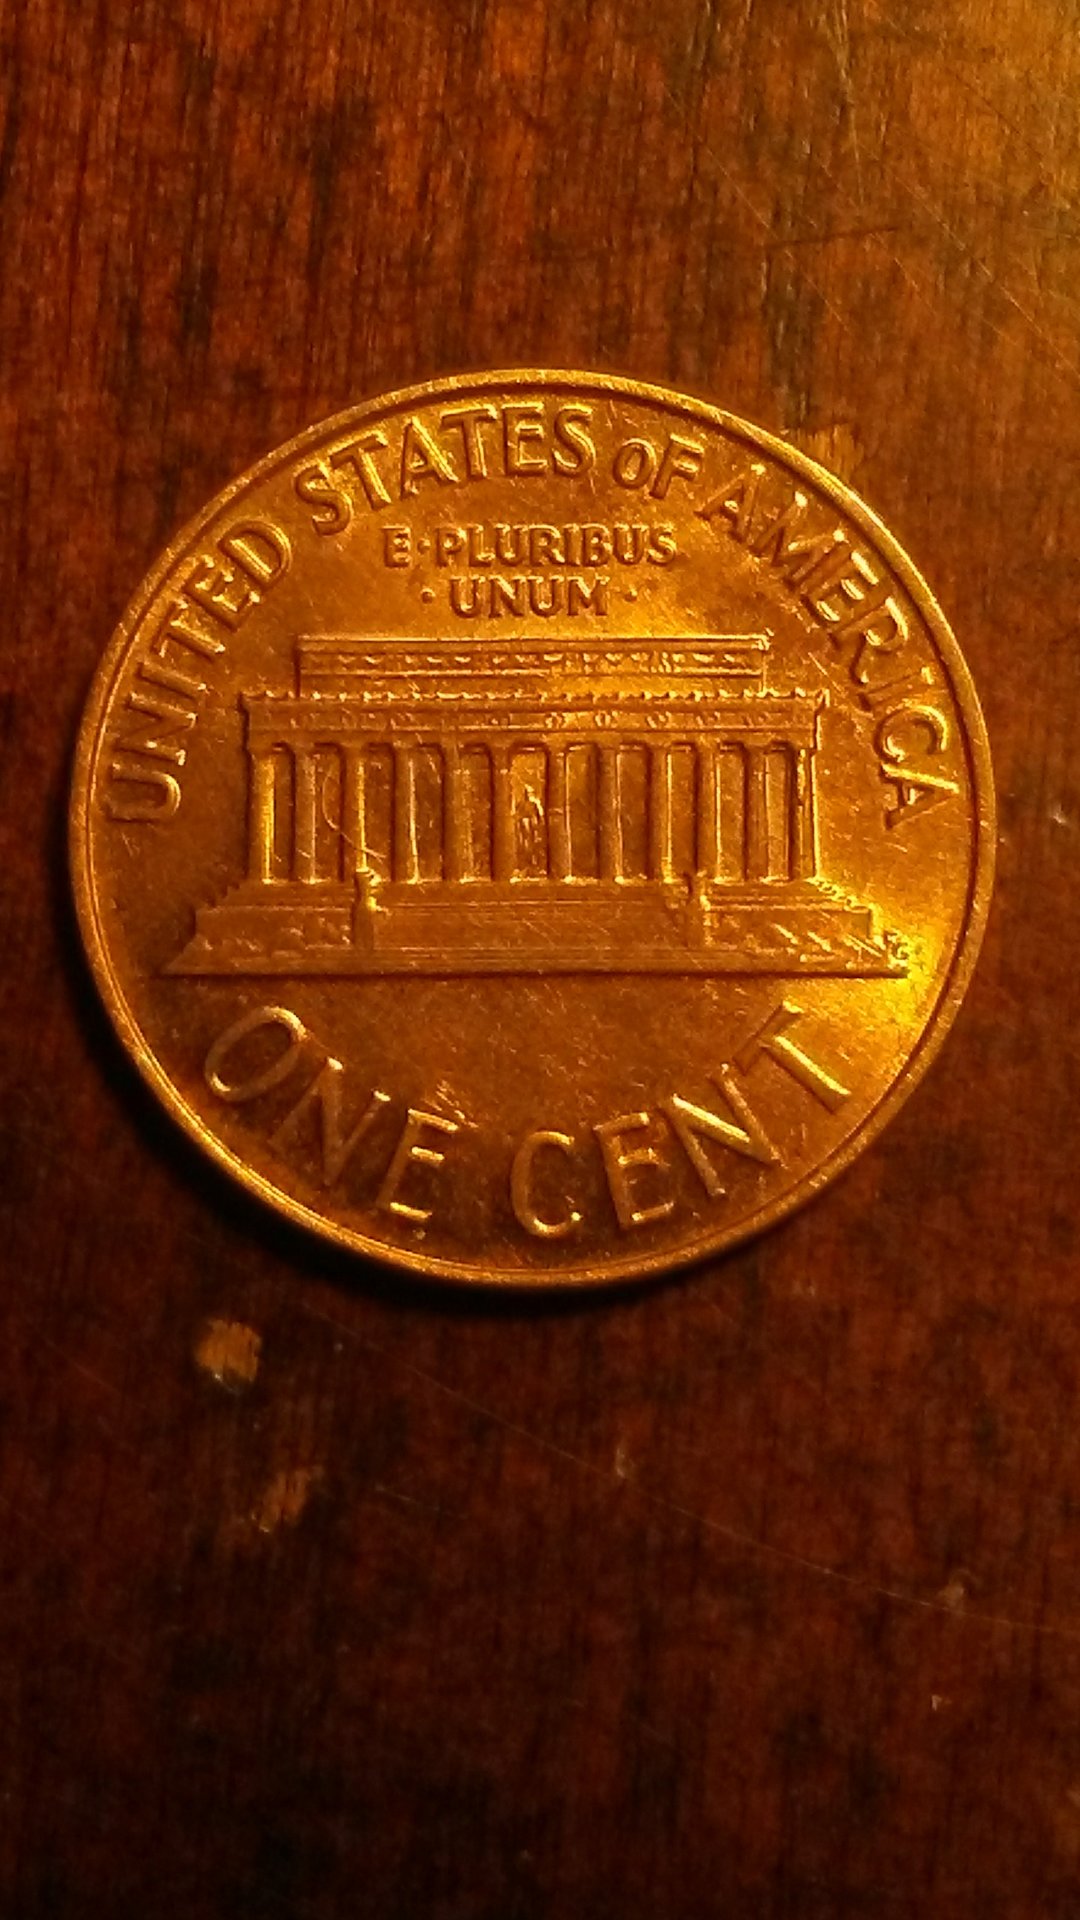 UNITED STATES OF AMERICA
E·PLURIBUS
·UNUM·
ONE CENT